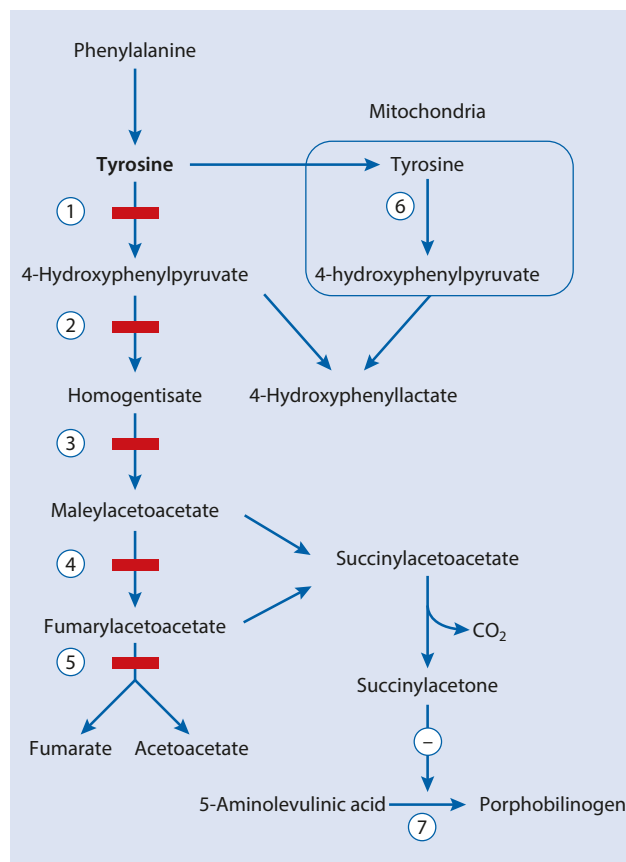 Phenylalanine
Mitochondria
Tyrosine
Tyrosine
1
6
4-Hydroxyphenylpyruvate
4-hydroxyphenylpyruvate
2
Homogentisate
4-Hydroxyphenyllactate
3
Maleylacetoacetate
Succinylacetoacetate
4
Fumarylacetoacetate
CO₂
5
Succinylacetone
Fumarate
Acetoacetate
–
5-Aminolevulinic acid
Porphobilinogen
7